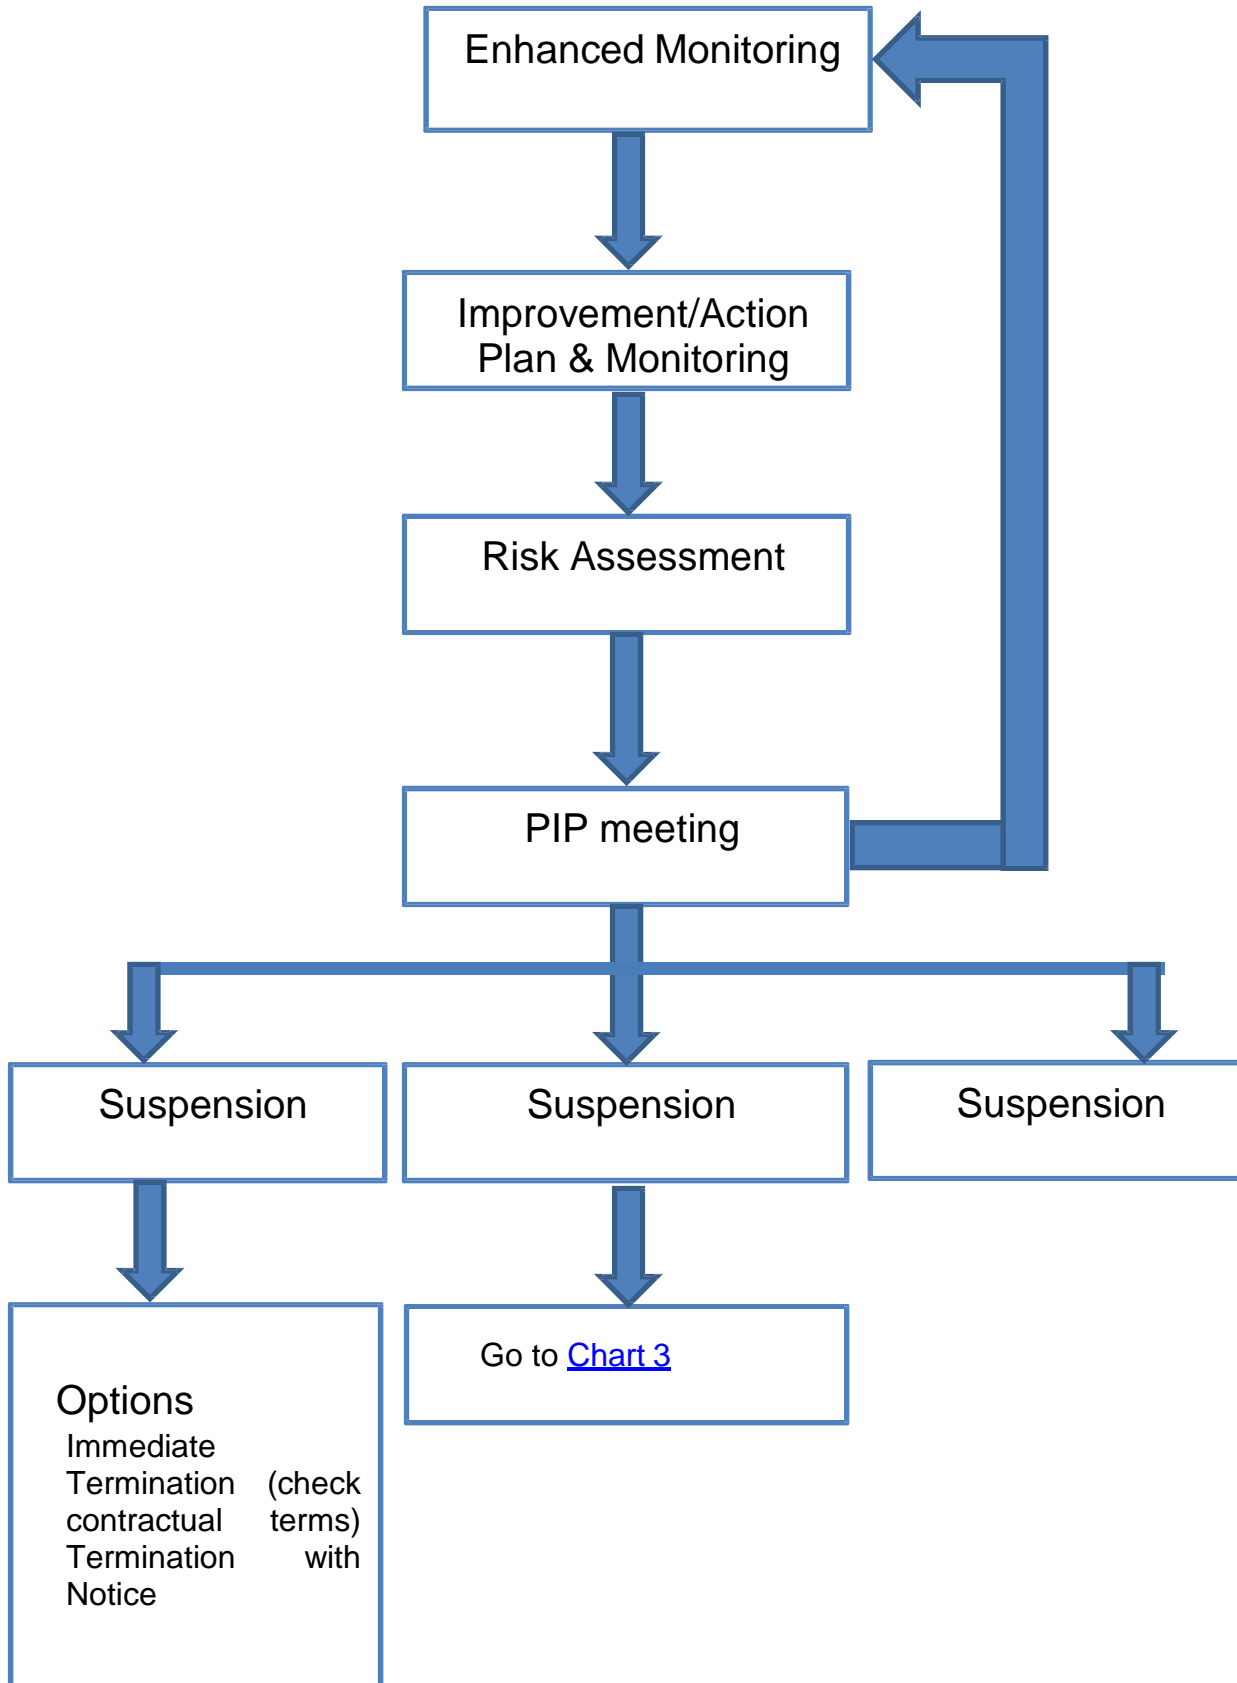 Enhanced Monitoring
Improvement/Action
Plan & Monitoring
Risk Assessment
PIP meeting
Suspension
Suspension
Suspension
Go to Chart 3
Options
Immediate
Termination (check
contractual terms)
Termination with
Notice